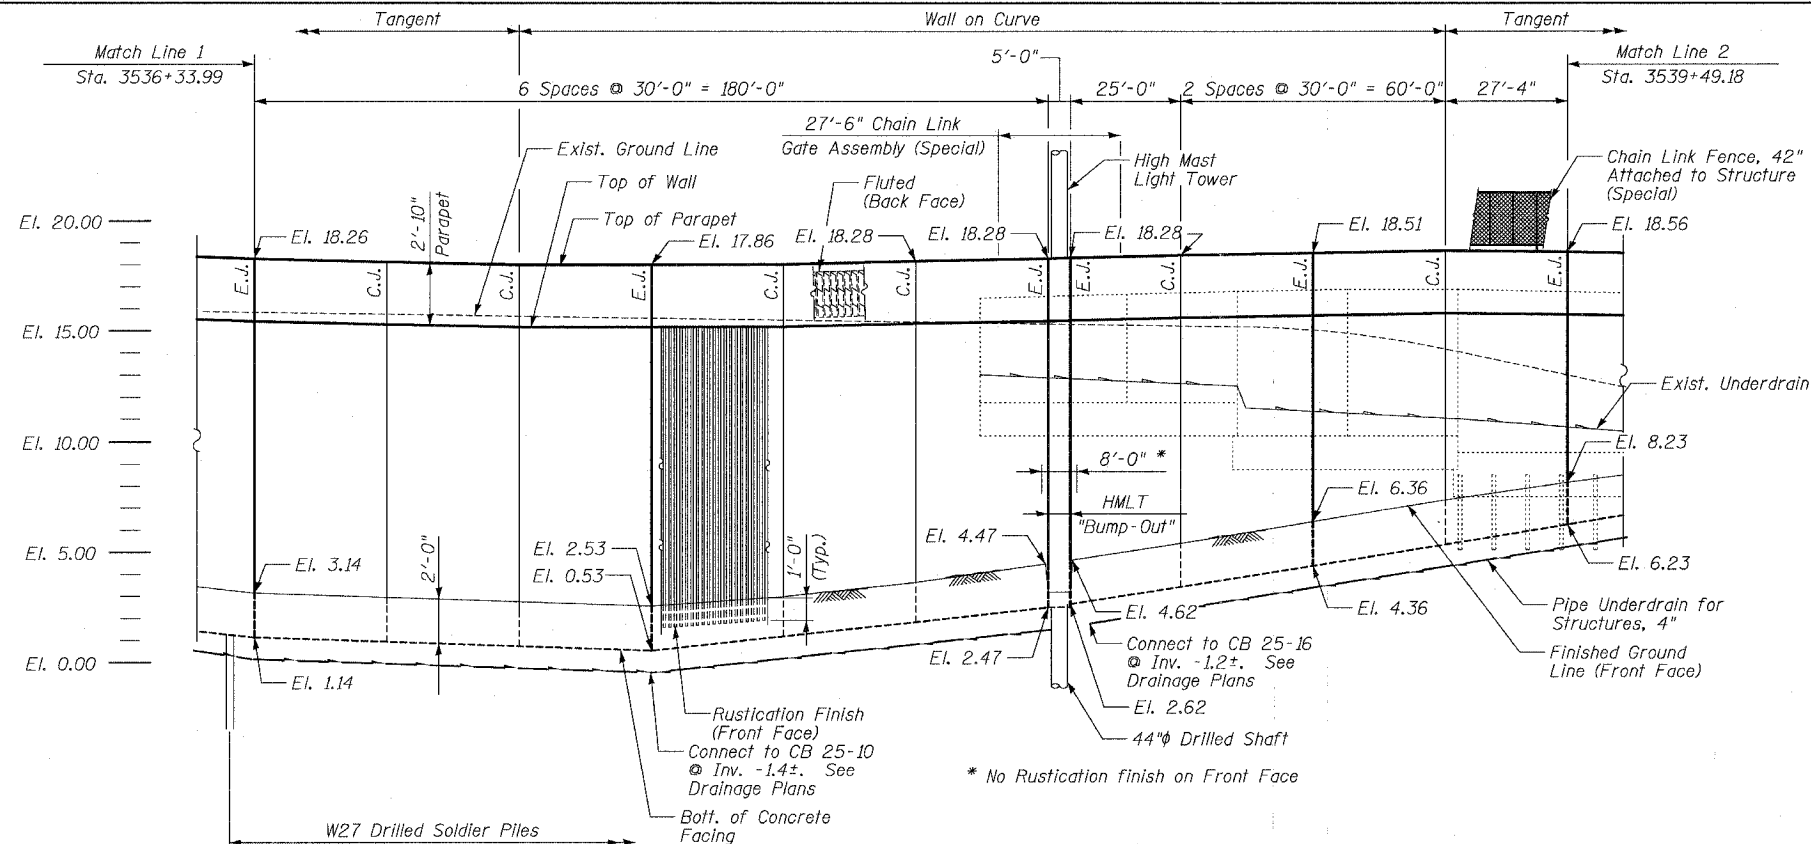 Tangent
Wall on Curve
Tangent
Match Line 1
Sta. 3536+33.99
5'-0"
Match Line 2
Sta. 3539+49.18
6 Spaces @ 30'-0" = 180'-0"
25'-0"
2 Spaces @ 30'-0" = 60'-0"
27'-4"
27'-6" Chain Link
Gate Assembly (Special)
Exist. Ground Line
Top of Wall
Top of Parapet
Fluted
(Back Face)
High Mast
Light Tower
Chain Link Fence, 42"
Attached to Structure
(Special)
El. 20.00
El. 18.26
2'-10"
Parapet
El. 17.86
El. 18.28
El. 18.28
El. 18.28
El. 18.51
El. 18.56
E.J.
C.J.
C.J.
E.J.
C.J.
C.J.
E.J.
E.J.
C.J.
E.J.
C.J.
E.J.
El. 15.00
Exist. Underdrain
El. 10.00
El. 8.23
8'-0" *
El. 6.36
HMLT
"Bump-Out"
El. 5.00
El. 3.14
2'-0"
El. 2.53
El. 0.53
1'-0"
(Typ.)
El. 4.47
El. 6.23
El. 4.62
El. 4.36
Pipe Underdrain for
Structures, 4"
El. 0.00
El. 1.14
El. 2.47
Connect to CB 25-16
@ Inv. -1.2±. See
Drainage Plans
Finished Ground
Line (Front Face)
El. 2.62
Rustication Finish
(Front Face)
Connect to CB 25-10
@ Inv. -1.4±. See
Drainage Plans
44"ϕ Drilled Shaft
* No Rustication finish on Front Face
Bott. of Concrete
Facing
W27 Drilled Soldier Piles